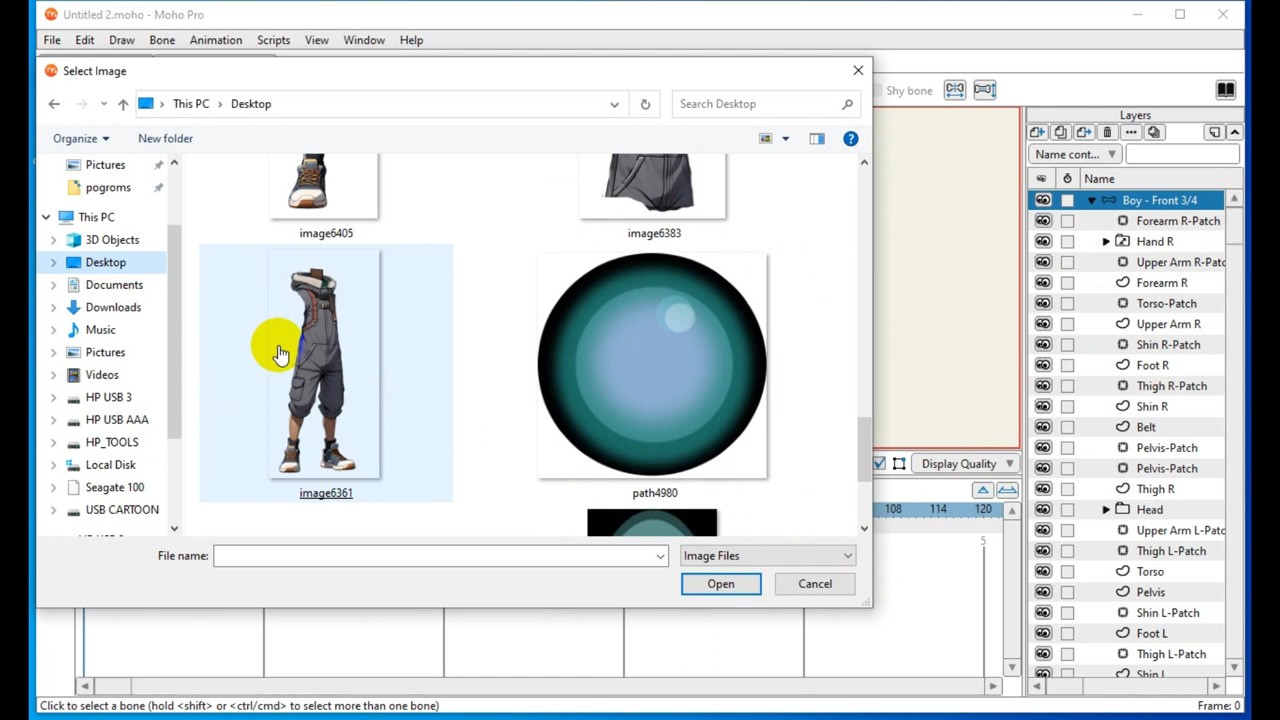 Untitled 2.moho - Moho Pro
File Edit Draw Bone Animation Scripts View Window Help
Select Image
This PC Desktop
Search Desktop
Organize New folder
Pictures
pogroms
This PC
3D Objects
Desktop
Documents
Downloads
Music
Pictures
Videos
HP USB 3
HP USB AAA
HP_TOOLS
Local Disk
Seagate 100
USB CARTOON
image6405
image6383
image6361
path4980
File name:
Image Files
Open Cancel
Shy bone
Layers
Name cont...
Name
Boy - Front 3/4
Forearm R-Patch
Hand R
Upper Arm R-Patc
Forearm R
Torso-Patch
Upper Arm R
Shin R-Patch
Foot R
Thigh R-Patch
Shin R
Belt
Pelvis-Patch
Pelvis-Patch
Thigh R
Head
Upper Arm L-Patc
Thigh L-Patch
Torso
Pelvis
Shin L-Patch
Foot L
Thigh L-Patch
Shin L
Display Quality
108 114 120
5
Click to select a bone (hold <shift> or <ctrl/cmd> to select more than one bone)
Frame: 0